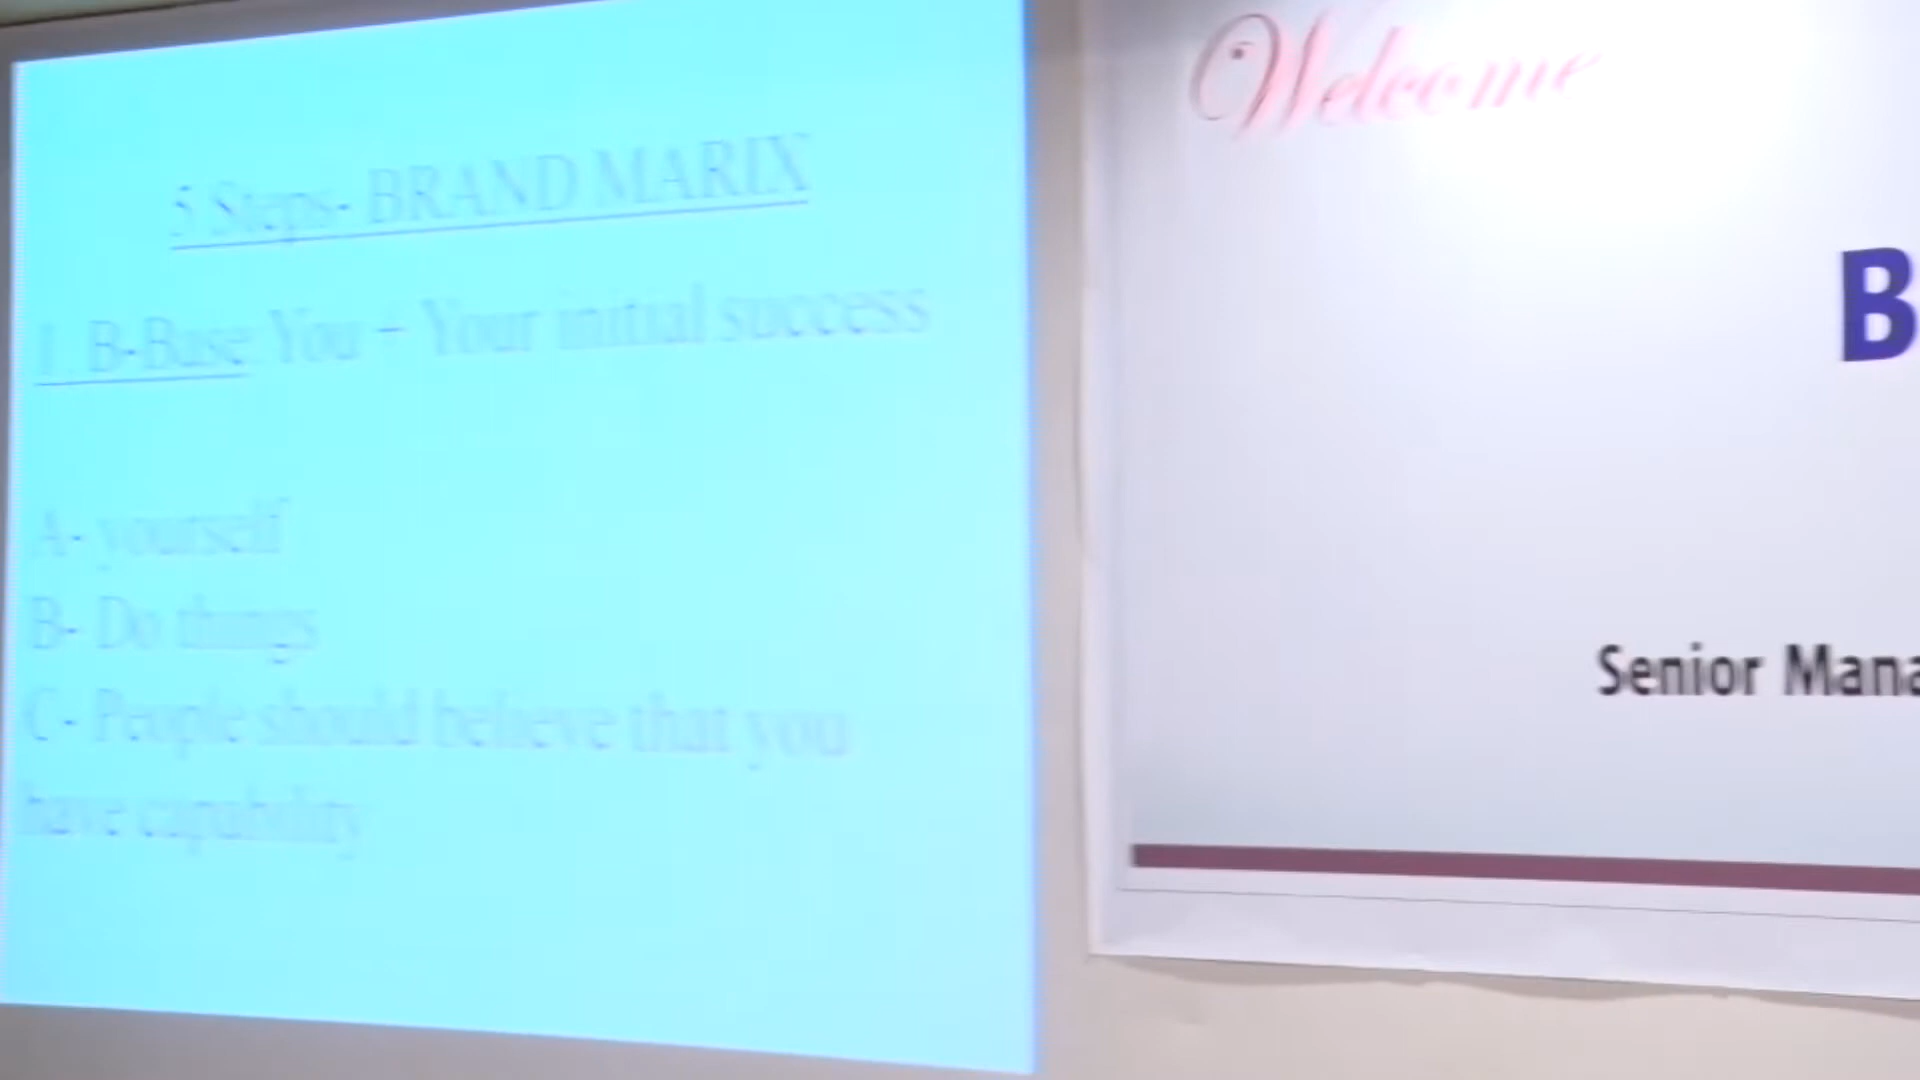 5 Steps- BRAND MARIX
1. B-Base You + Your initial success
A- yourself
B- Do things
C- People should believe that you
have capability
Welcome
B
Senior Mana